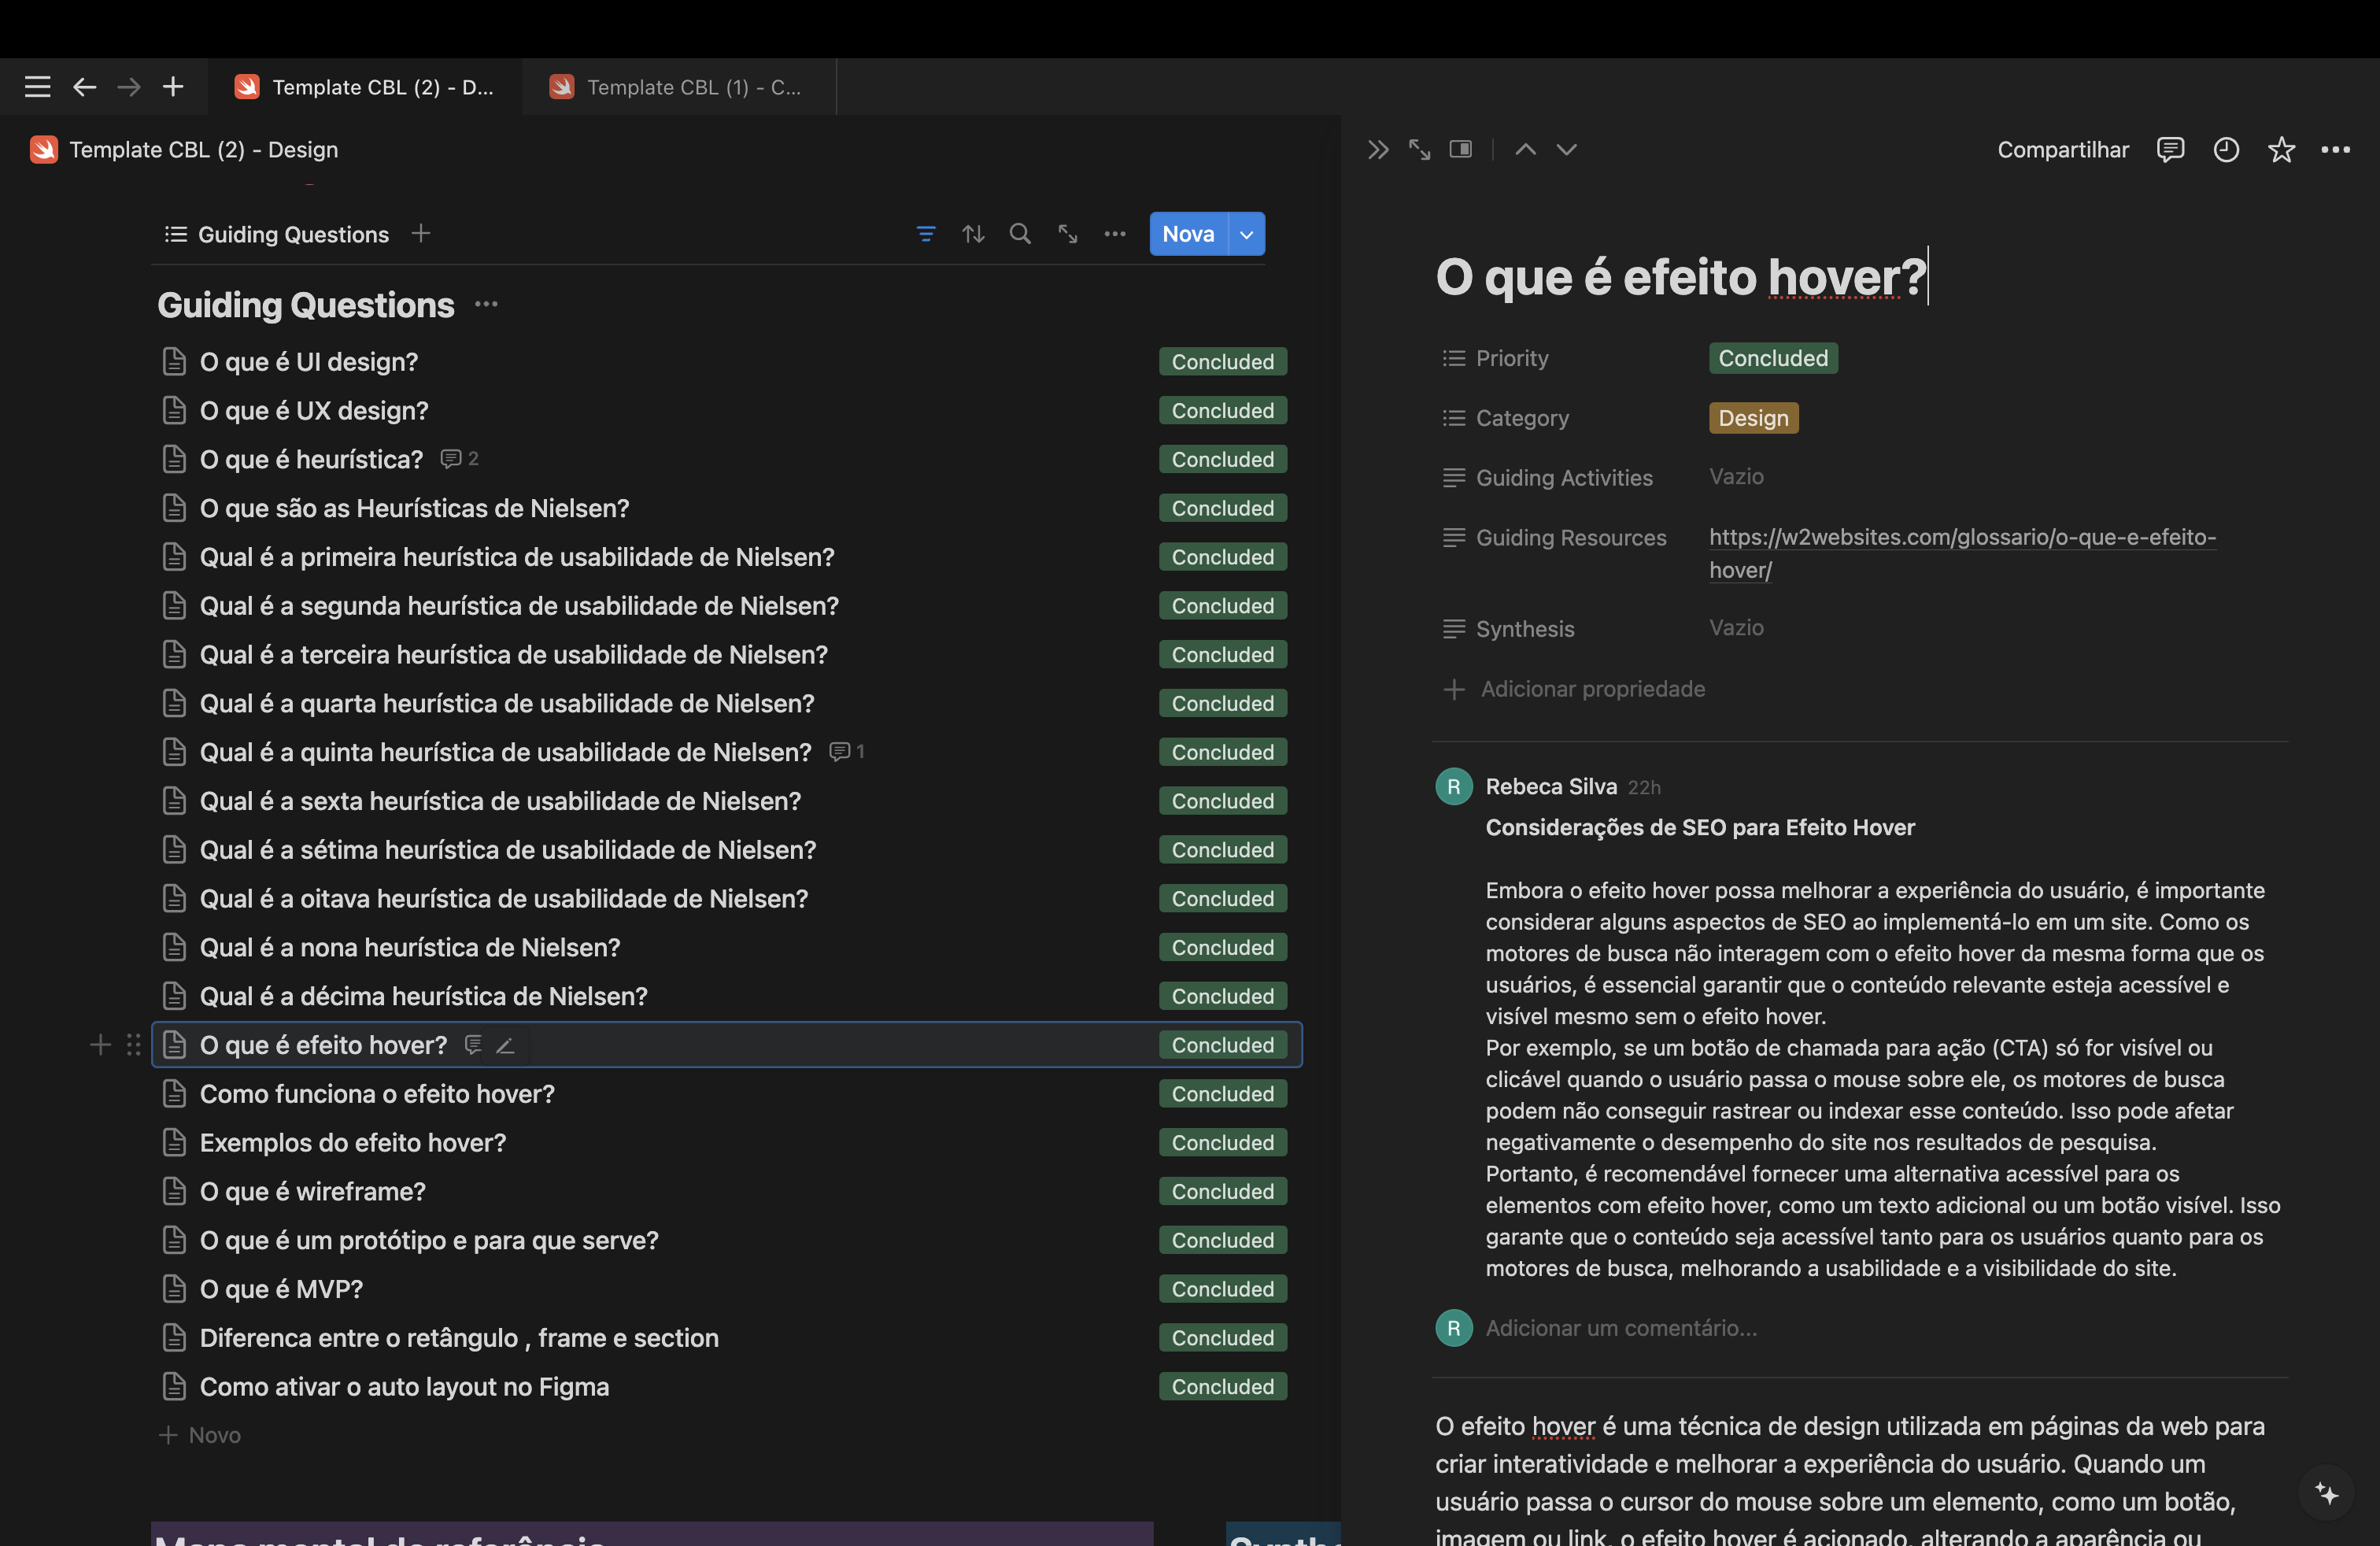 Template CBL (2) - D...
Template CBL (1) - C...
Template CBL (2) - Design
Compartilhar
Guiding Questions
Nova
Guiding Questions
O que é UI design?
Concluded
O que é UX design?
Concluded
O que é heurística? 2
Concluded
O que são as Heurísticas de Nielsen?
Concluded
Qual é a primeira heurística de usabilidade de Nielsen?
Concluded
Qual é a segunda heurística de usabilidade de Nielsen?
Concluded
Qual é a terceira heurística de usabilidade de Nielsen?
Concluded
Qual é a quarta heurística de usabilidade de Nielsen?
Concluded
Qual é a quinta heurística de usabilidade de Nielsen? 1
Concluded
Qual é a sexta heurística de usabilidade de Nielsen?
Concluded
Qual é a sétima heurística de usabilidade de Nielsen?
Concluded
Qual é a oitava heurística de usabilidade de Nielsen?
Concluded
Qual é a nona heurística de Nielsen?
Concluded
Qual é a décima heurística de Nielsen?
Concluded
O que é efeito hover?
Concluded
Como funciona o efeito hover?
Concluded
Exemplos do efeito hover?
Concluded
O que é wireframe?
Concluded
O que é um protótipo e para que serve?
Concluded
O que é MVP?
Concluded
Diferenca entre o retângulo , frame e section
Concluded
Como ativar o auto layout no Figma
Concluded
Novo
Mapa mental de referência
O que é efeito hover?
Priority
Concluded
Category
Design
Guiding Activities
Vazio
Guiding Resources
https://w2websites.com/glossario/o-que-e-efeito-
hover/
Synthesis
Vazio
Adicionar propriedade
R
Rebeca Silva 22h
Considerações de SEO para Efeito Hover
Embora o efeito hover possa melhorar a experiência do usuário, é importante
considerar alguns aspectos de SEO ao implementá-lo em um site. Como os
motores de busca não interagem com o efeito hover da mesma forma que os
usuários, é essencial garantir que o conteúdo relevante esteja acessível e
visível mesmo sem o efeito hover.
Por exemplo, se um botão de chamada para ação (CTA) só for visível ou
clicável quando o usuário passa o mouse sobre ele, os motores de busca
podem não conseguir rastrear ou indexar esse conteúdo. Isso pode afetar
negativamente o desempenho do site nos resultados de pesquisa.
Portanto, é recomendável fornecer uma alternativa acessível para os
elementos com efeito hover, como um texto adicional ou um botão visível. Isso
garante que o conteúdo seja acessível tanto para os usuários quanto para os
motores de busca, melhorando a usabilidade e a visibilidade do site.
R
Adicionar um comentário...
O efeito hover é uma técnica de design utilizada em páginas da web para
criar interatividade e melhorar a experiência do usuário. Quando um
usuário passa o cursor do mouse sobre um elemento, como um botão,
imagem ou link, o efeito hover é acionado, alterando a aparência ou